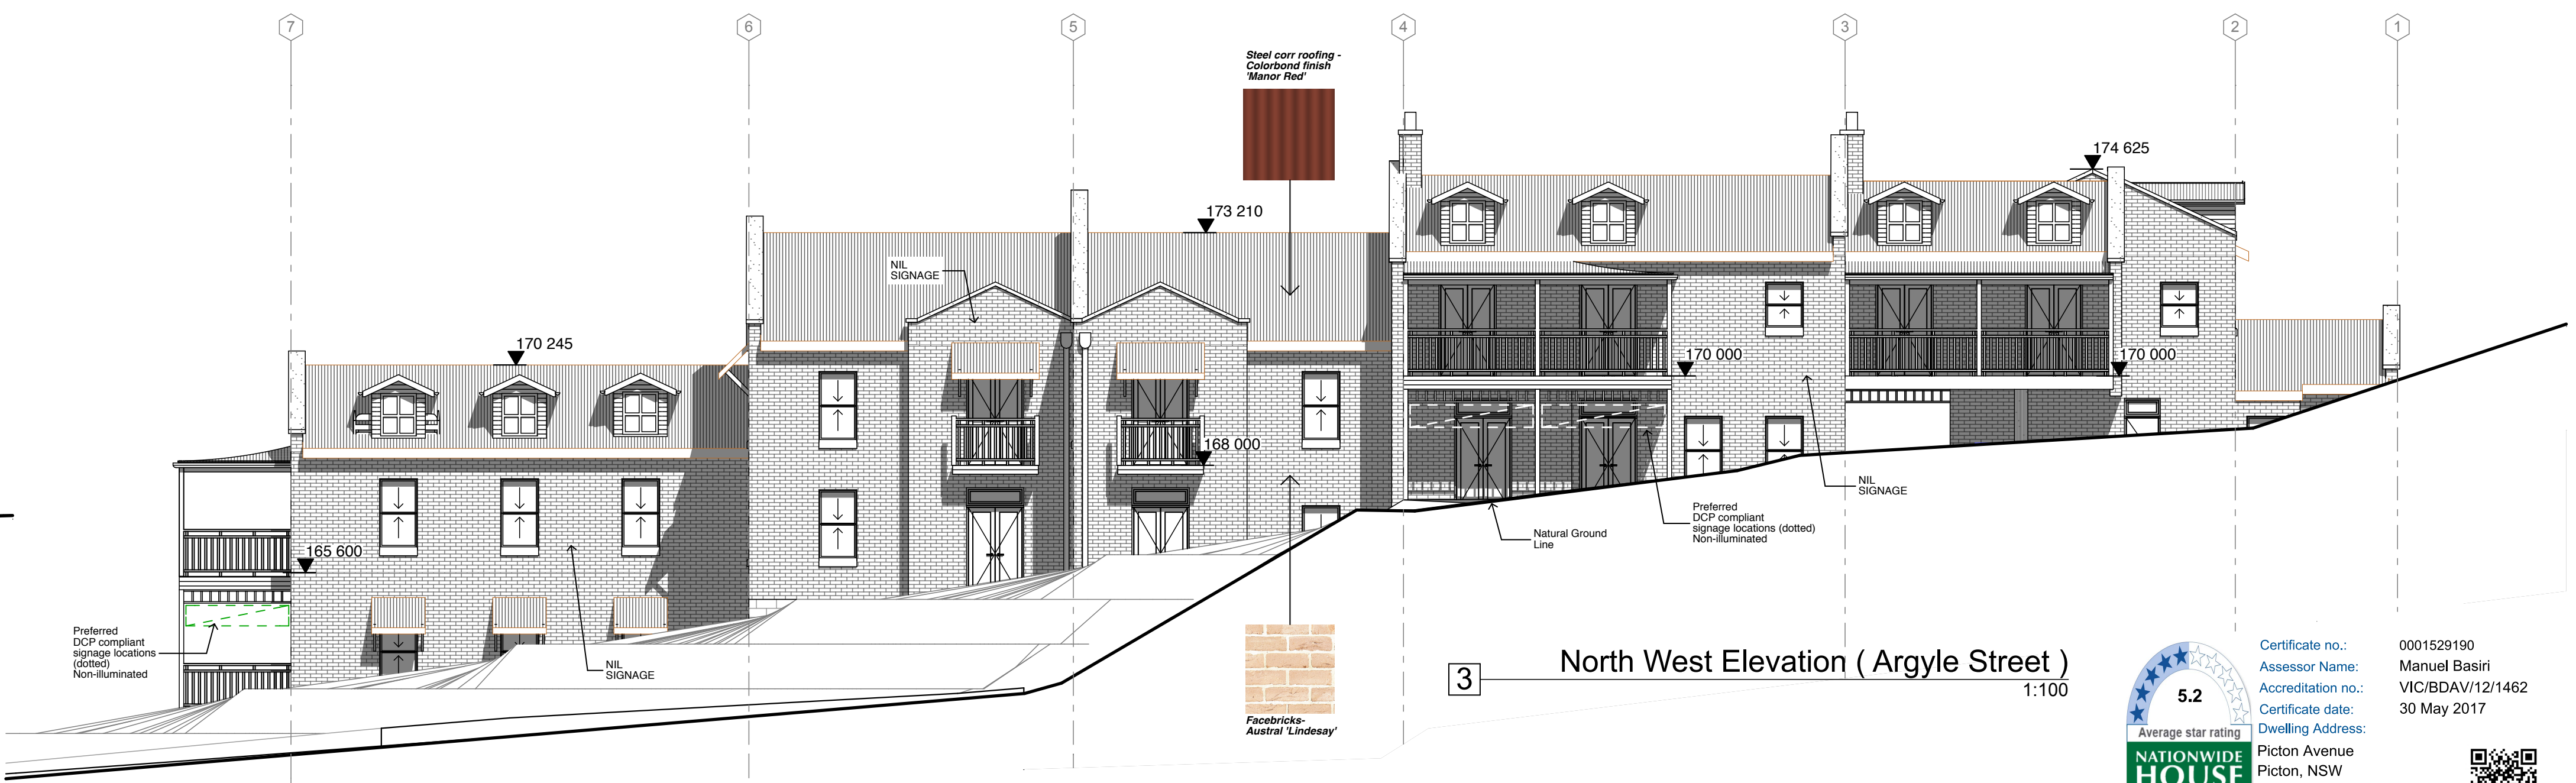 7
6
5
4
3
2
1
Steel corr roofing -
Colorbond finish
'Manor Red'
174 625
173 210
NIL
SIGNAGE
170 245
170 000
170 000
168 000
NIL
SIGNAGE
Preferred
DCP compliant
signage locations (dotted)
Non-illuminated
Natural Ground
Line
165 600
Preferred
DCP compliant
signage locations
(dotted)
Non-illuminated
NIL
SIGNAGE
Facebricks-
Austral 'Lindesay'
3
North West Elevation ( Argyle Street )
1:100
5.2
Average star rating
NATIONWIDE
HOUSE
Certificate no.: 0001529190
Assessor Name: Manuel Basiri
Accreditation no.: VIC/BDAV/12/1462
Certificate date: 30 May 2017
Dwelling Address:
Picton Avenue
Picton, NSW